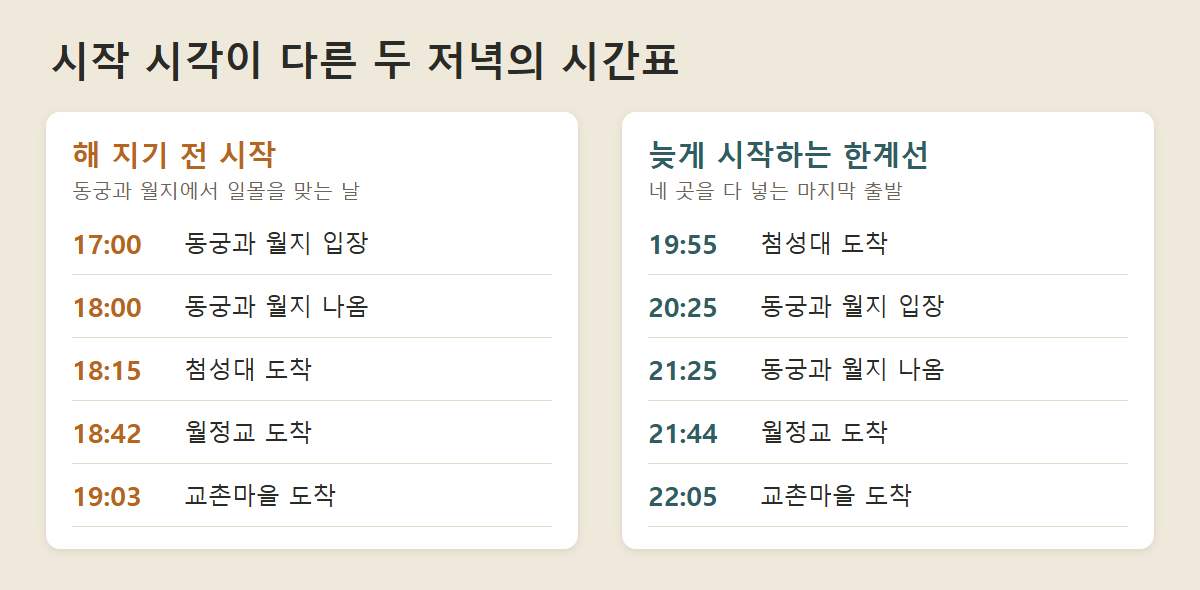 시작 시각이 다른 두 저녁의 시간표
해 지기 전 시작
동궁과 월지에서 일몰을 맞는 날
17:00 동궁과 월지 입장
18:00 동궁과 월지 나옴
18:15 첨성대 도착
18:42 월정교 도착
19:03 교촌마을 도착
늦게 시작하는 한계선
네 곳을 다 넣는 마지막 출발
19:55 첨성대 도착
20:25 동궁과 월지 입장
21:25 동궁과 월지 나옴
21:44 월정교 도착
22:05 교촌마을 도착